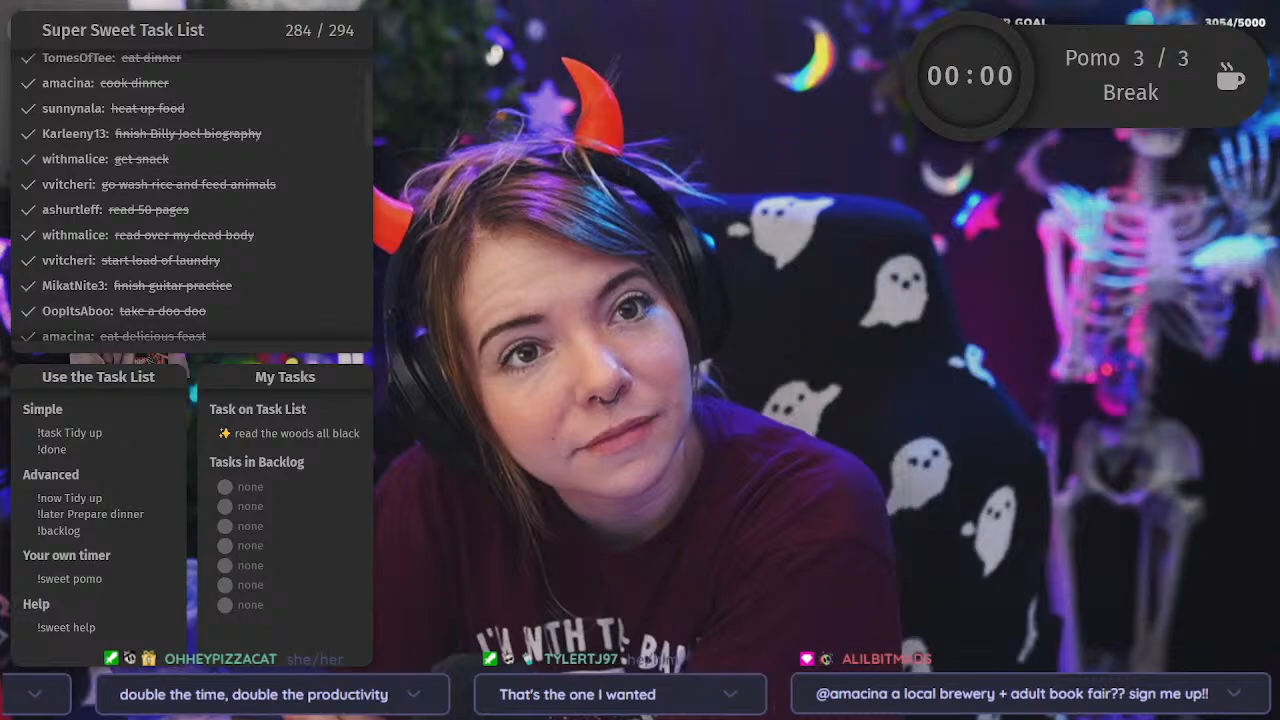 Super Sweet Task List 284 / 294
TomesOfTee: eat dinner
amacina: cook dinner
sunnynala: heat up food
Karleeny13: finish Billy Joel biography
withmalice: get snack
vvitcheri: go wash rice and feed animals
ashurtleff: read 50 pages
withmalice: read over my dead body
vvitcheri: start load of laundry
MikatNite3: finish guitar practice
OopItsAboo: take a doo doo
amacina: eat delicious feast
Use the Task List
Simple
!task Tidy up
!done
Advanced
!now Tidy up
!later Prepare dinner
!backlog
Your own timer
!sweet pomo
Help
!sweet help
My Tasks
Task on Task List
✨ read the woods all black
Tasks in Backlog
none
none
none
none
none
none
none
GOAL 3054/5000
00:00
Pomo 3 / 3
Break
I'M WITH THE BA
OHHEYPIZZACAT she/her
double the time, double the productivity
TYLERTJ97 he/him
That's the one I wanted
ALILBITMADS
@amacina a local brewery + adult book fair?? sign me up!!